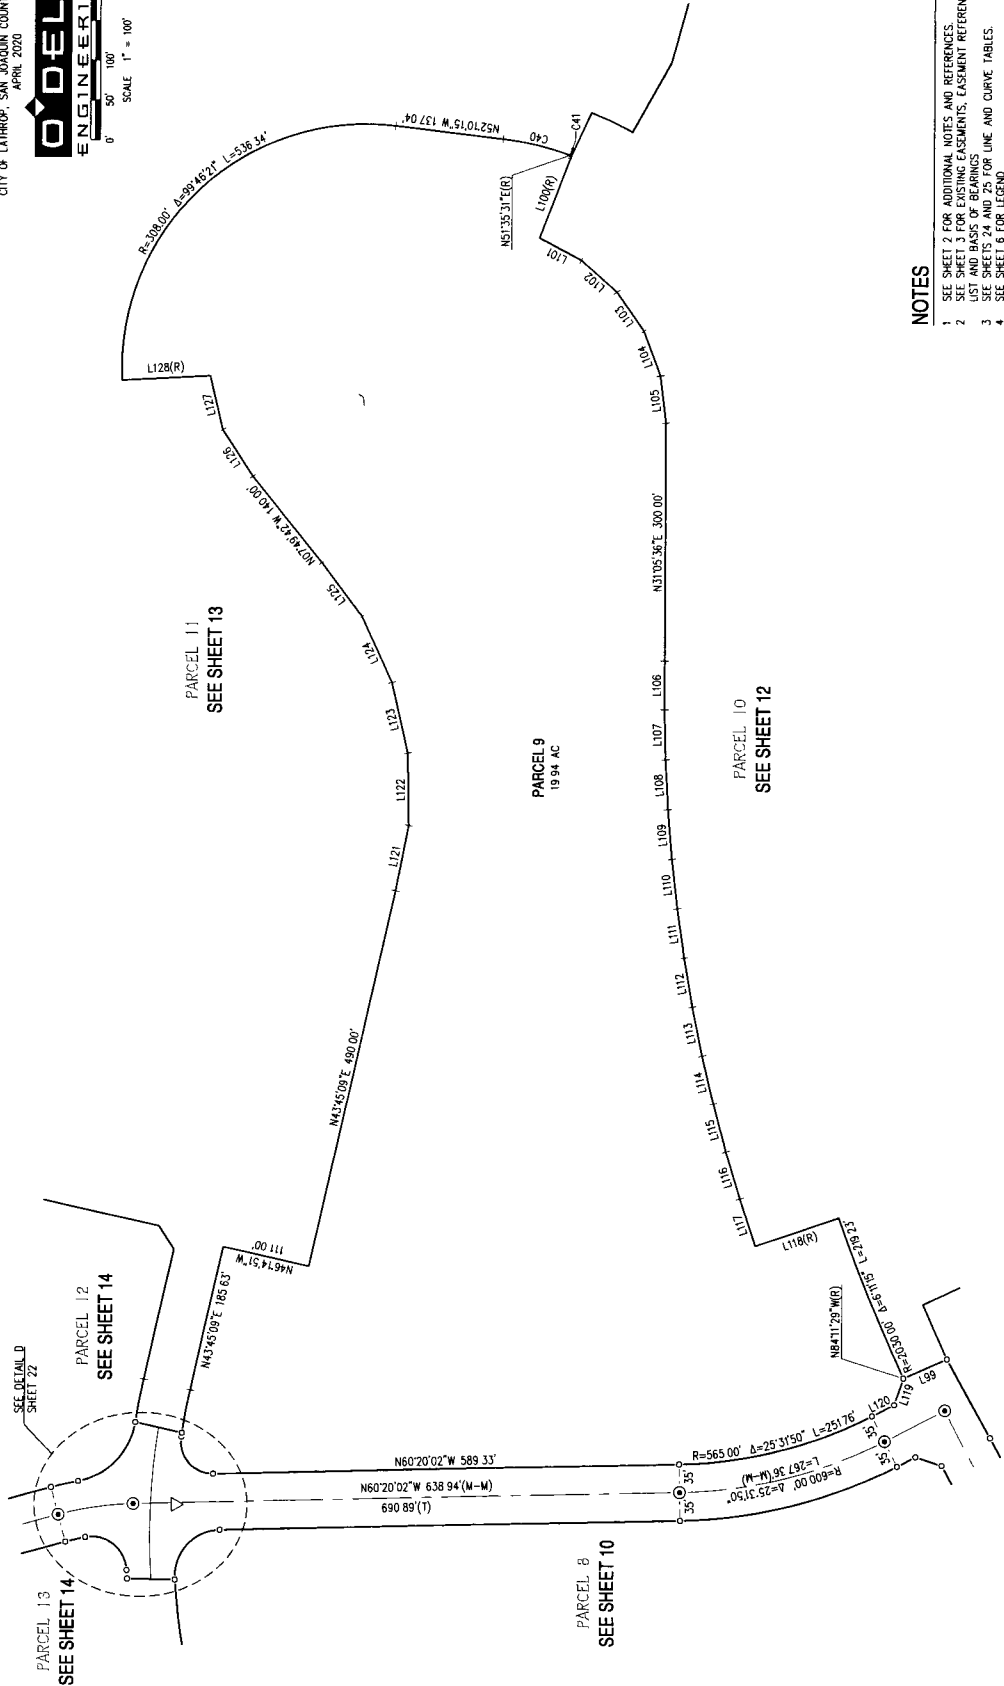 CITY OF LATHROP, SAN JOAQUIN
APRIL 2020
O'DEL
ENGINEERI
0' 50' 100'
SCALE 1" = 100'
R=308.00' Δ=99°46'21" L=536.34'
N52°10'15"W 137.04'
C40
C41
N51°35'31"E(R)
L100(R)
L101
L102
L103
L104
L105
L128(R)
L127
L126
N07°49'42"W 140.00'
L125
L124
L123
L122
L121
N31°05'36"E 300.00'
L106
L107
L108
L109
L110
L111
L112
L113
L114
L115
L116
L117
L118(R)
PARCEL 11
SEE SHEET 13
PARCEL 9
19 94 AC
PARCEL 10
SEE SHEET 12
N43°45'09"E 490.00'
N46°14'51"W
111 00'
N43°45'09"E 185 63'
PARCEL 12
SEE SHEET 14
SEE DETAIL D
SHEET 22
PARCEL 13
SEE SHEET 14
N60°20'02"W 589 33'
N60°20'02"W 638 94'(M-M)
690 89'(T)
35'
35'
R=565 00' Δ=25°31'50" L=251 76'
R=600 00' Δ=25°31'50"
L=267 36'(M-M)
35'
35'
L120
L119
L99
N84°11'29"W(R)
R=2030 00' Δ=6°11'15" L=219 23'
PARCEL 8
SEE SHEET 10
NOTES
1 SEE SHEET 2 FOR ADDITIONAL NOTES AND REFERENCES.
2 SEE SHEET 3 FOR EXISTING EASEMENTS, EASEMENT
LIST AND BASIS OF BEARINGS
3 SEE SHEETS 24 AND 25 FOR LINE AND CURVE TABLES.
4 SEE SHEET 6 FOR LEGEND